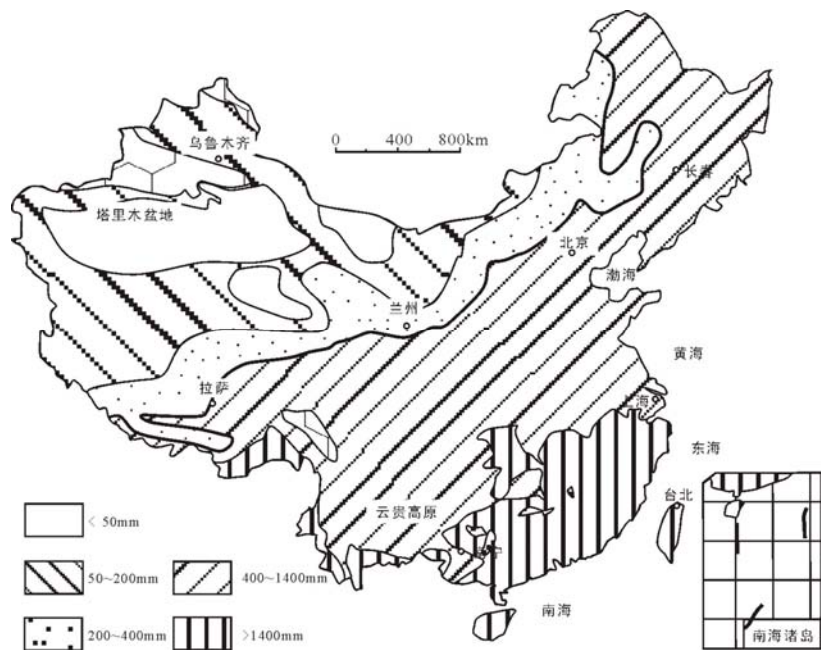 乌鲁木齐
0 400 800km
长春
塔里木盆地
北京
渤海
兰州
黄海
拉萨
上海
东海
台北
云贵高原
南宁
南海
南海诸岛
< 50mm
50~200mm
400~1400mm
200~400mm
>1400mm